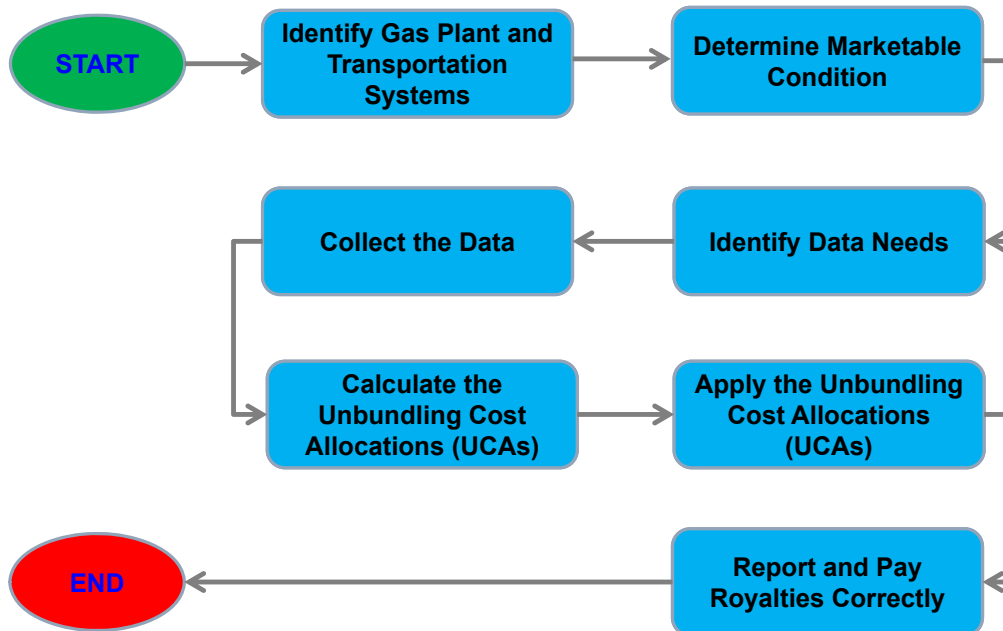 START
Identify Gas Plant and
Transportation
Systems
Determine Marketable
Condition
Collect the Data
Identify Data Needs
Calculate the
Unbundling Cost
Allocations (UCAs)
Apply the Unbundling
Cost Allocations
(UCAs)
END
Report and Pay
Royalties Correctly